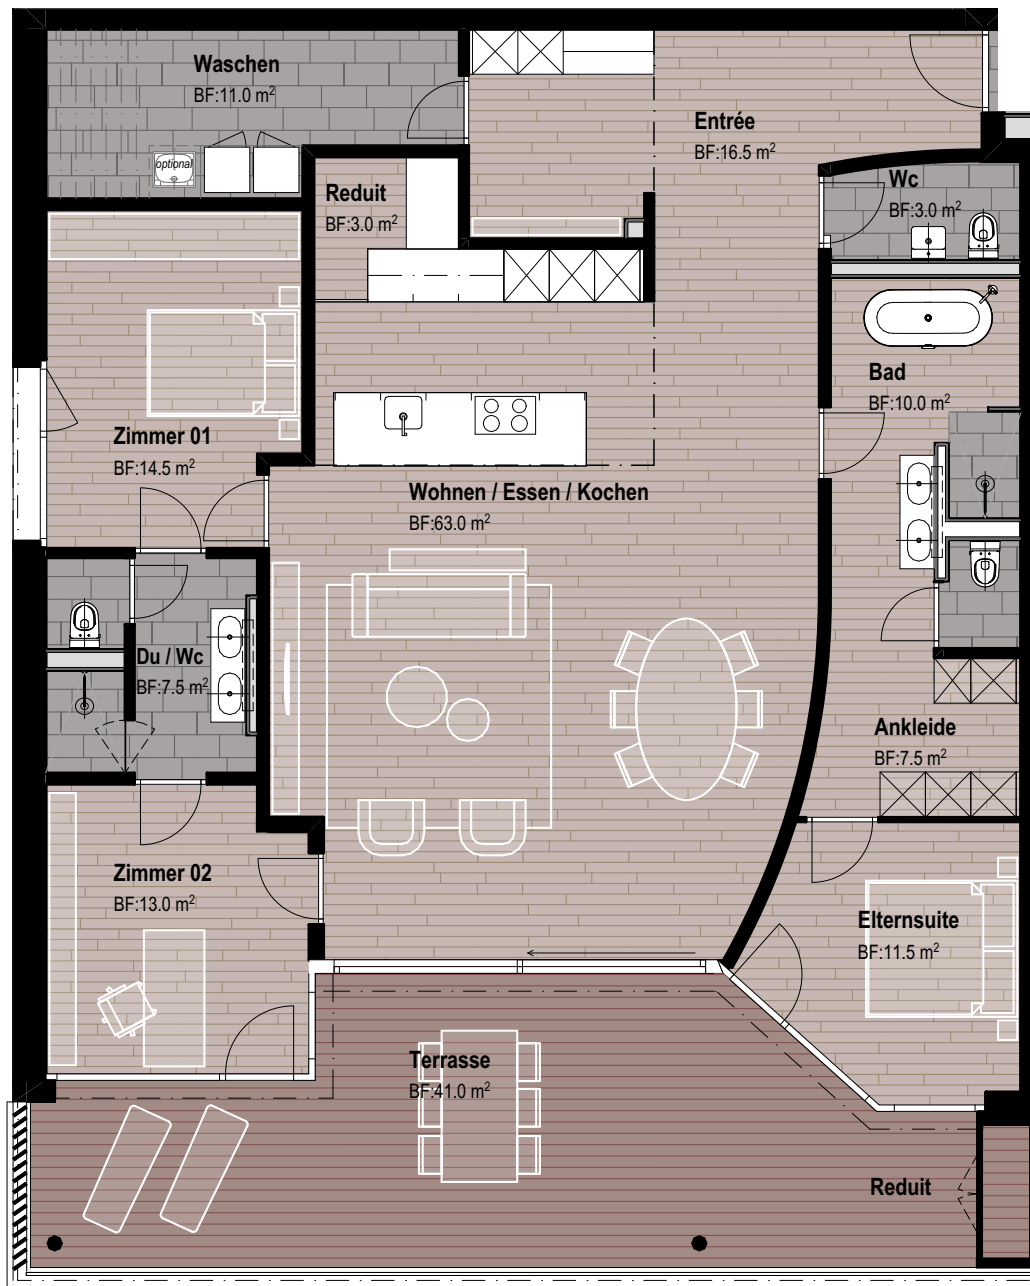 Waschen
BF:11.0 m²
optional
Entrée
BF:16.5 m²
Reduit
BF:3.0 m²
Wc
BF:3.0 m²
Bad
BF:10.0 m²
Zimmer 01
BF:14.5 m²
Wohnen / Essen / Kochen
BF:63.0 m²
Du / Wc
BF:7.5 m²
Ankleide
BF:7.5 m²
Zimmer 02
BF:13.0 m²
Elternsuite
BF:11.5 m²
Terrasse
BF:41.0 m²
Reduit